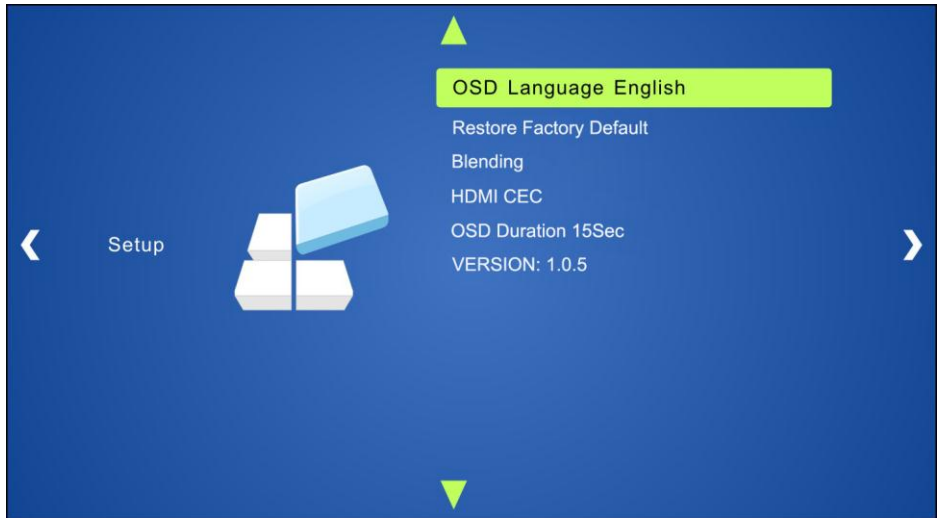 OSD Language English
Restore Factory Default
Blending
HDMI CEC
OSD Duration 15Sec
VERSION: 1.0.5
Setup